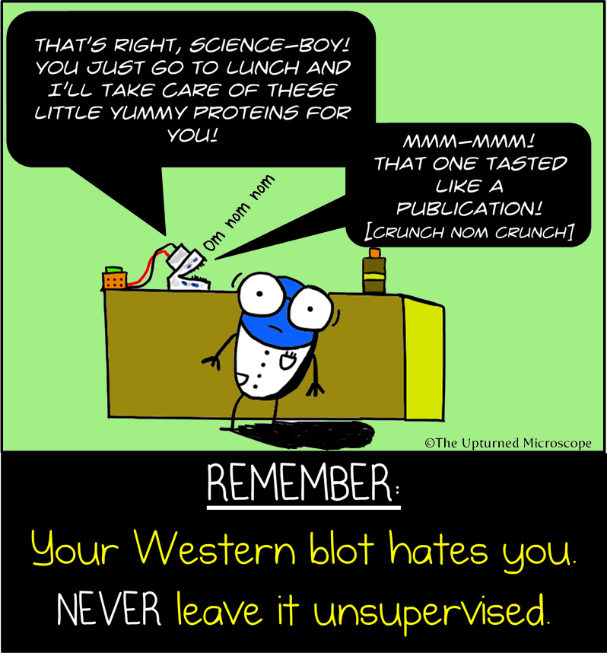 THAT'S RIGHT, SCIENCE-BOY!
YOU JUST GO TO LUNCH AND
I'LL TAKE CARE OF THESE
LITTLE YUMMY PROTEINS FOR
YOU!
MMM-MMM!
THAT ONE TASTED
LIKE A
PUBLICATION!
[CRUNCH NOM CRUNCH]
Om nom nom
©The Upturned Microscope
REMEMBER:
Your Western blot hates you.
NEVER leave it unsupervised.